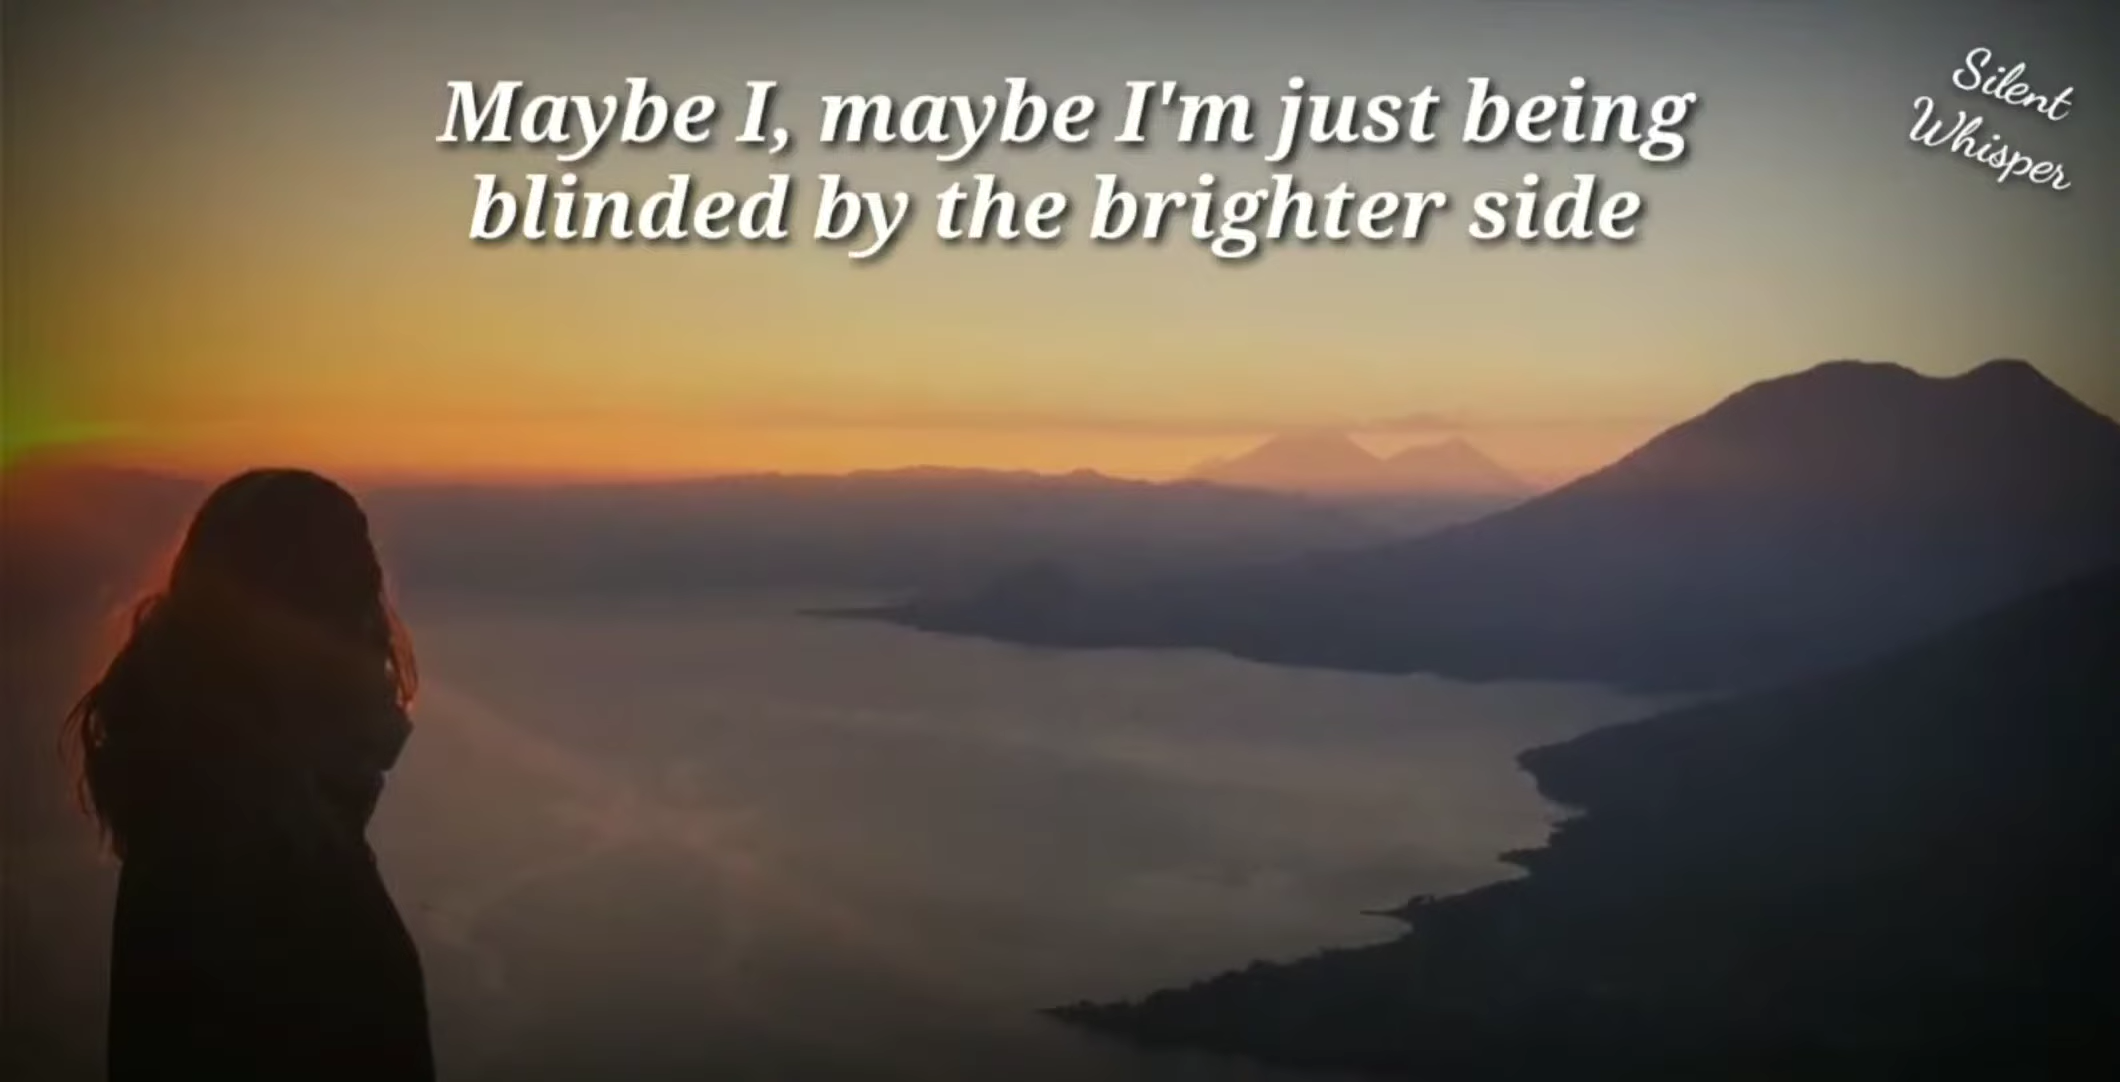 Maybe I, maybe I'm just being
blinded by the brighter side
Silent
Whisper